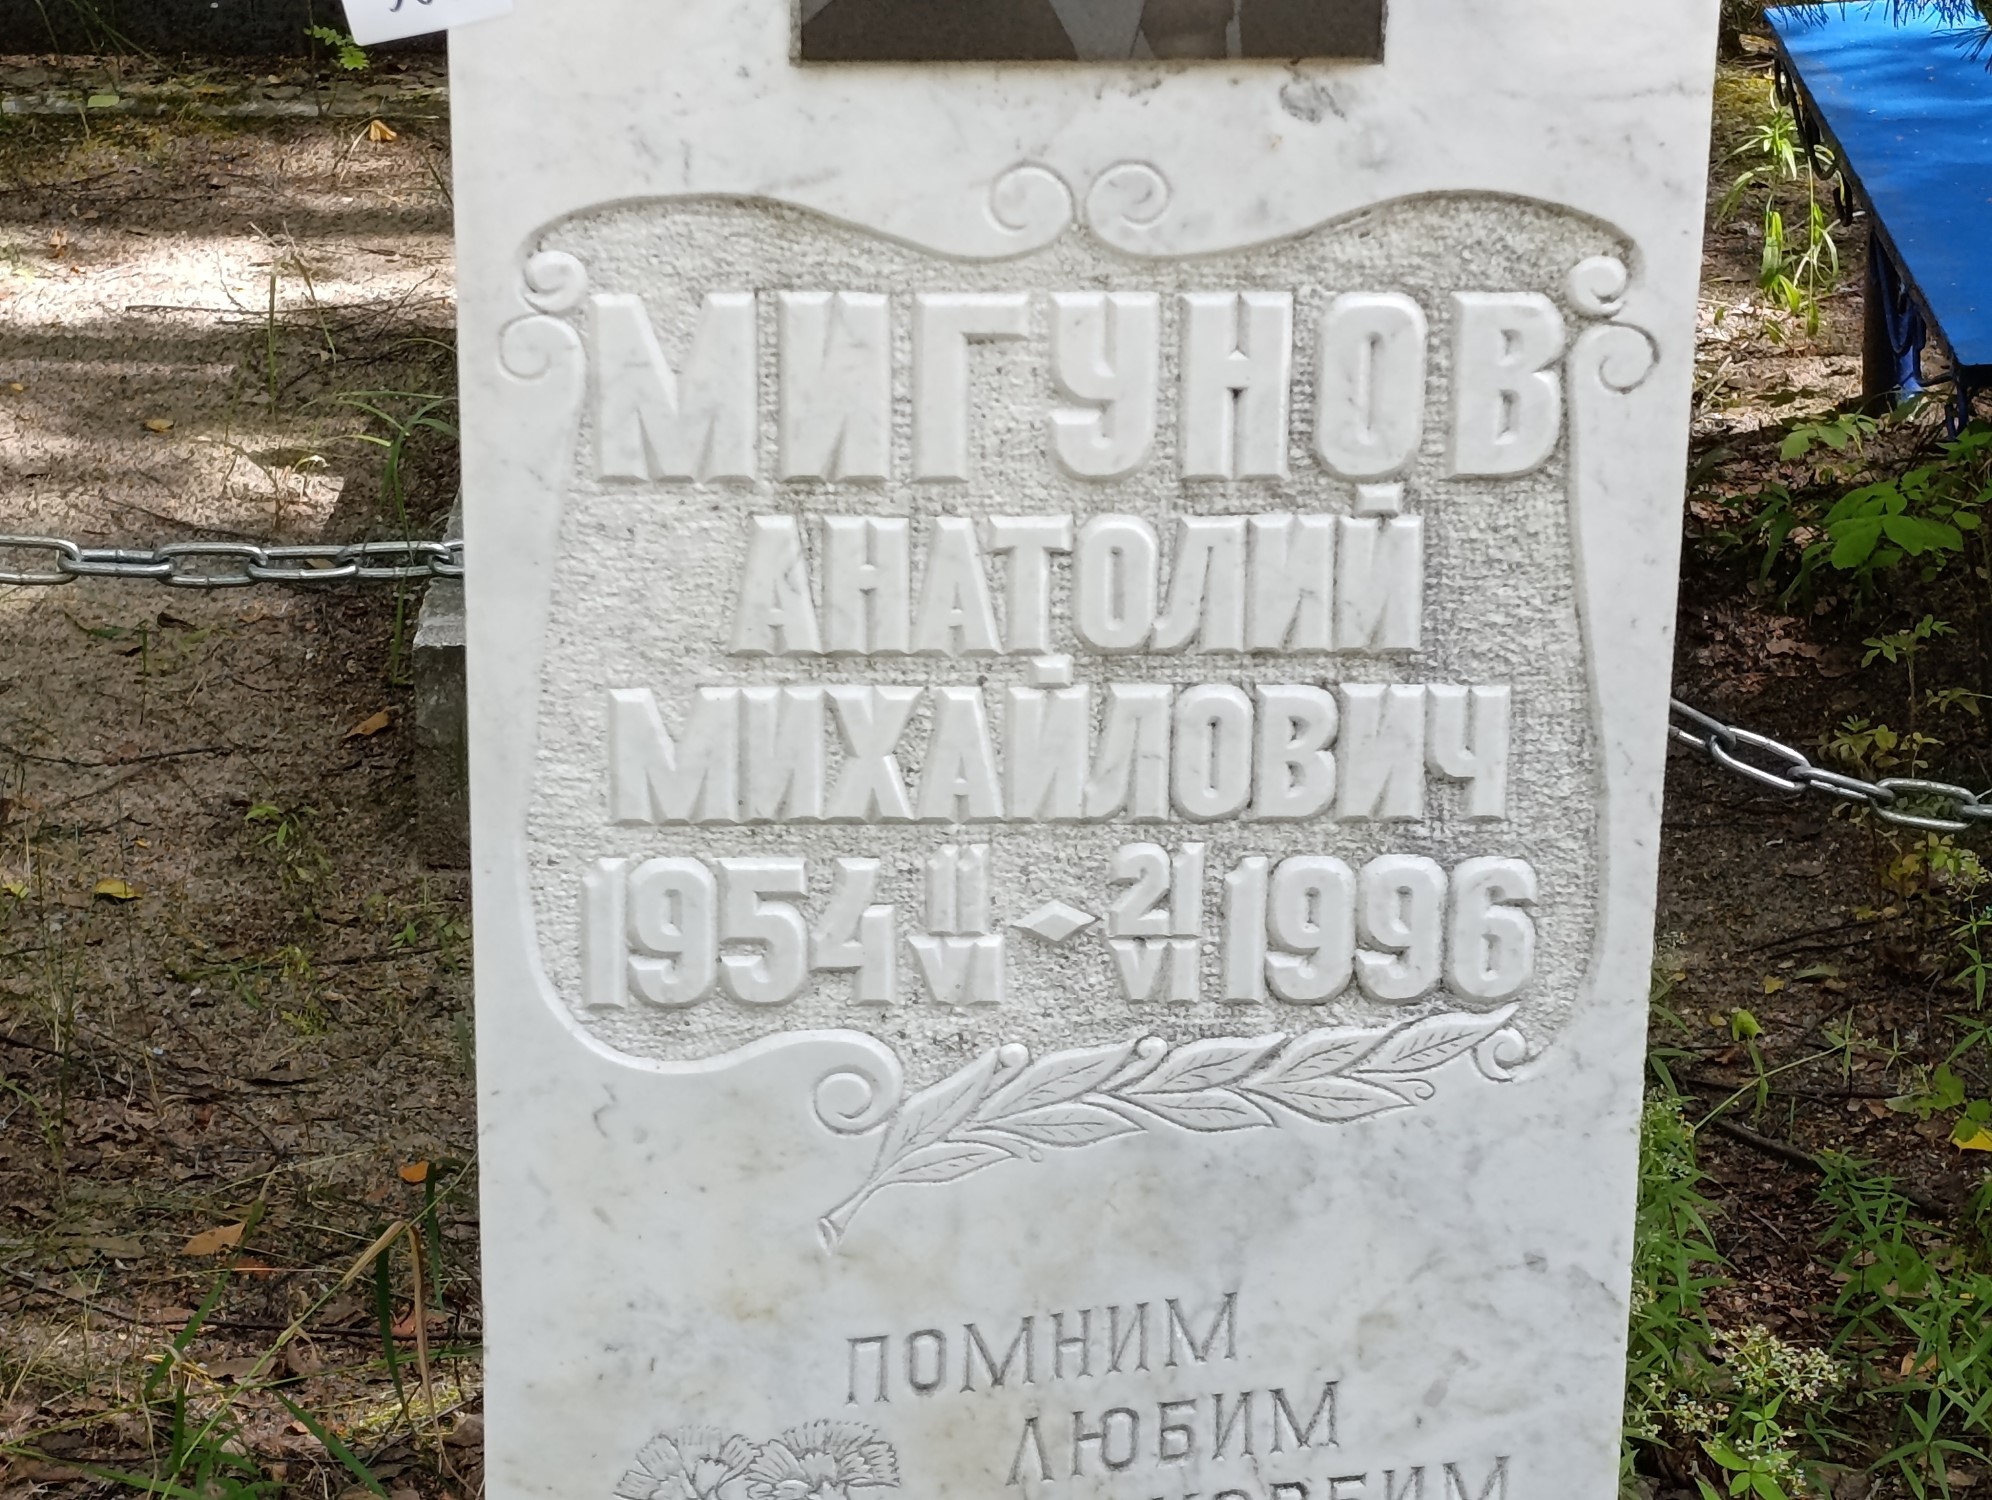 МИГУНОВ
АНАТОЛИЙ
МИХАЙЛОВИЧ
1954 11/VI - 21/VI 1996
ПОМНИМ
ЛЮБИМ